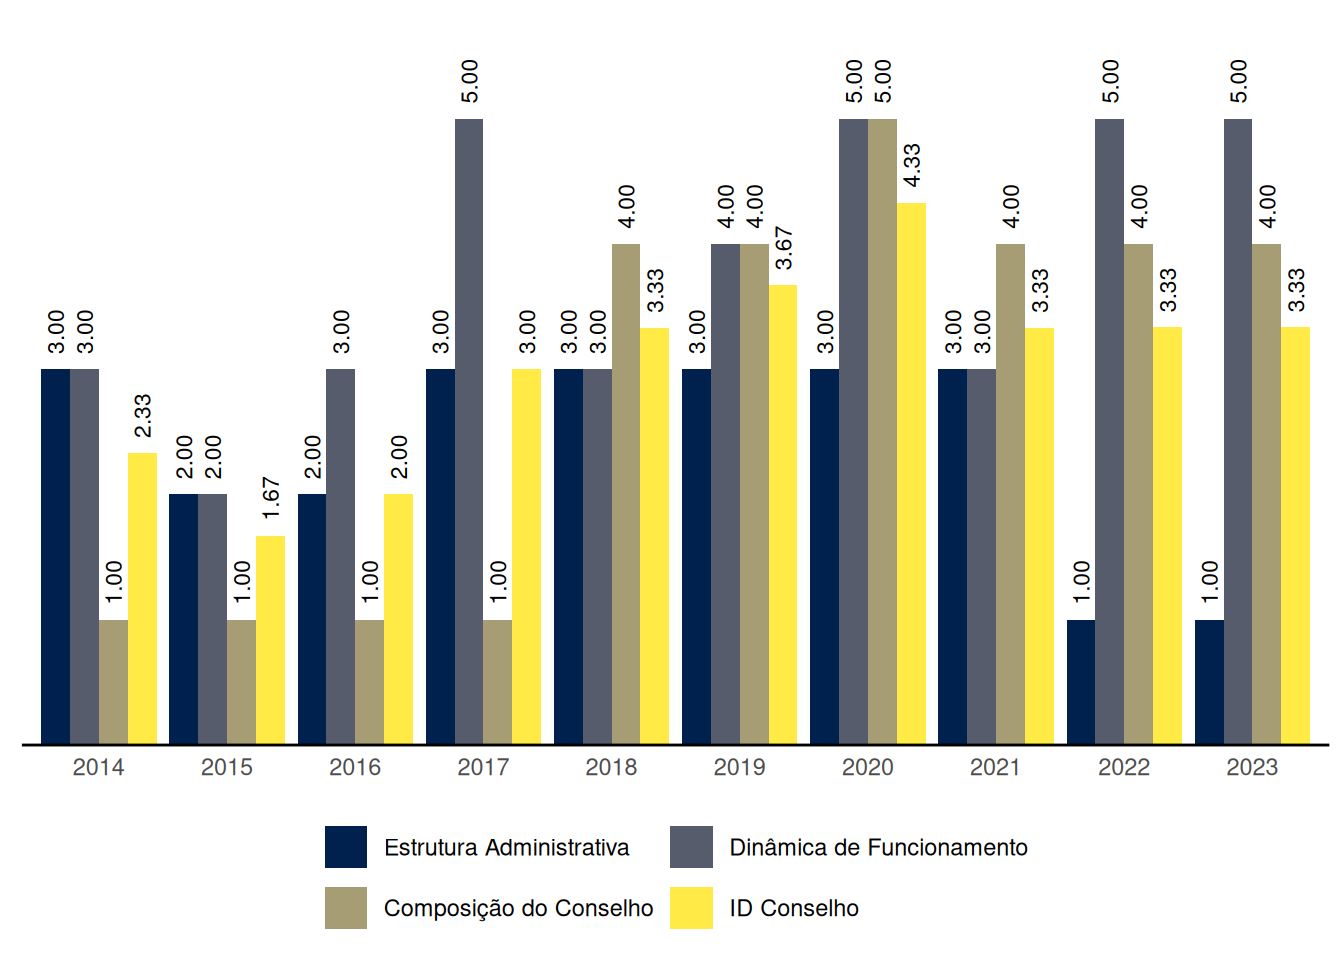 3.00 3.00 1.00 2.33
2.00 2.00 1.00 1.67
2.00 3.00 1.00 2.00
3.00 5.00 1.00 3.00
3.00 3.00 4.00 3.33
3.00 4.00 4.00 3.67
3.00 5.00 5.00 4.33
3.00 3.00 4.00 3.33
1.00 5.00 4.00 3.33
1.00 5.00 4.00 3.33
2014 2015 2016 2017 2018 2019 2020 2021 2022 2023
Estrutura Administrativa Dinâmica de Funcionamento
Composição do Conselho ID Conselho